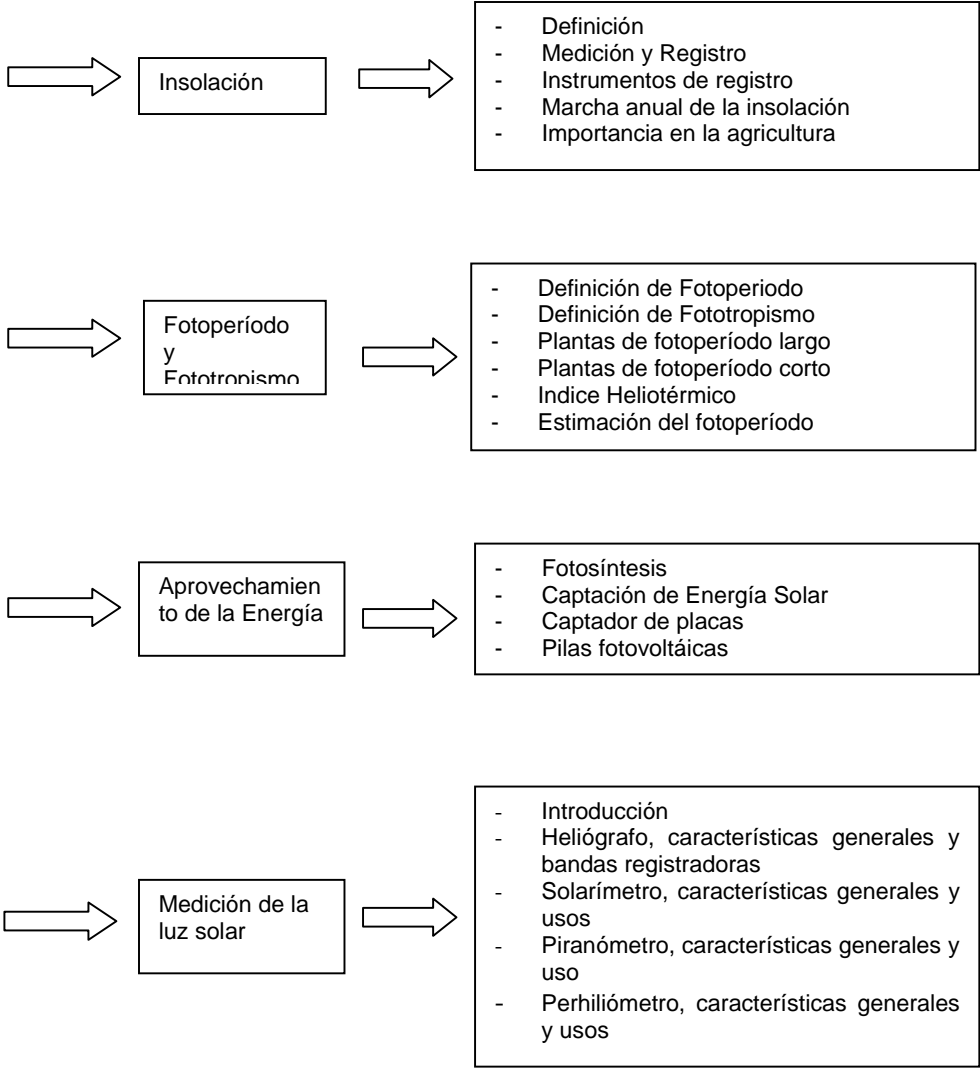 Insolación
- Definición
- Medición y Registro
- Instrumentos de registro
- Marcha anual de la insolación
- Importancia en la agricultura
Fotoperíodo
y
Fototropismo
- Definición de Fotoperiodo
- Definición de Fototropismo
- Plantas de fotoperíodo largo
- Plantas de fotoperíodo corto
- Indice Heliotérmico
- Estimación del fotoperíodo
Aprovechamien
to de la Energía
- Fotosíntesis
- Captación de Energía Solar
- Captador de placas
- Pilas fotovoltáicas
Medición de la
luz solar
- Introducción
- Heliógrafo, características generales y
bandas registradoras
- Solarímetro, características generales y
usos
- Piranómetro, características generales y
uso
- Perhiliómetro, características generales
y usos